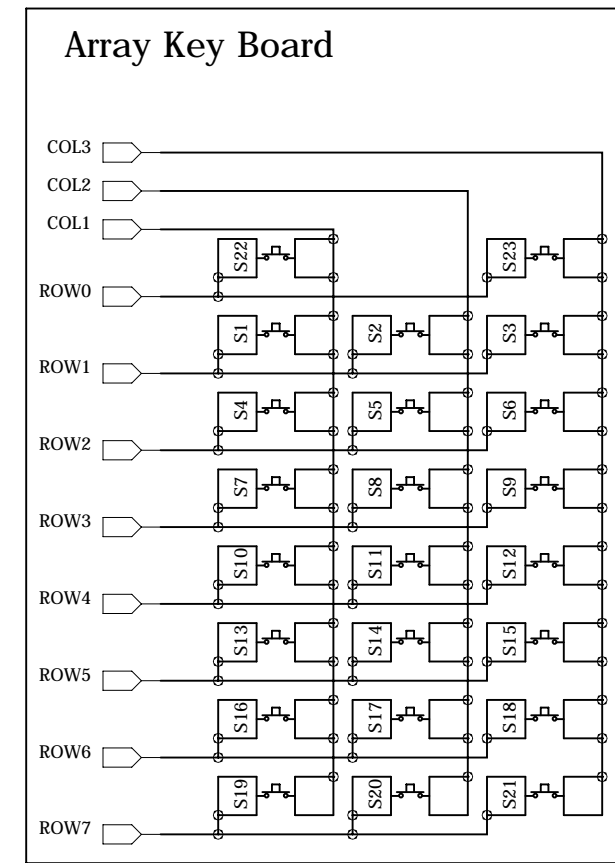 Array Key Board
COL3
COL2
COL1
S22 S23
ROW0
S1 S2 S3
ROW1
S4 S5 S6
ROW2
S7 S8 S9
ROW3
S10 S11 S12
ROW4
S13 S14 S15
ROW5
S16 S17 S18
ROW6
S19 S20 S21
ROW7